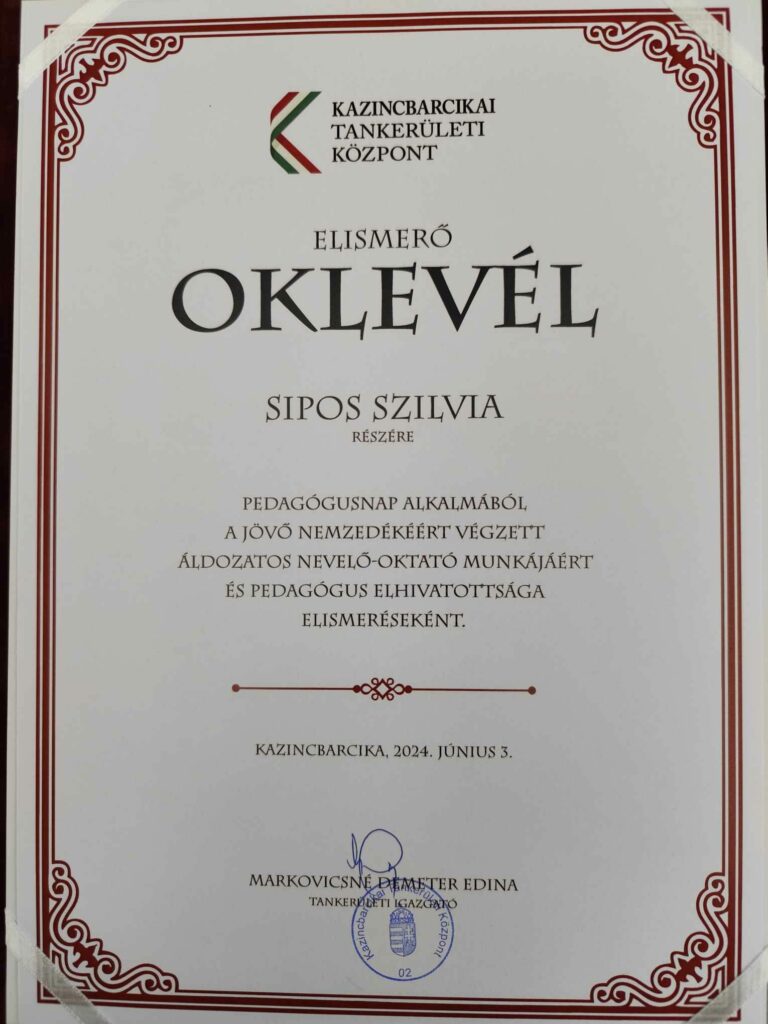 KAZINCBARCIKAI
TANKERÜLETI
KÖZPONT
ELISMERŐ
OKLEVÉL
SIPOS SZILVIA
RÉSZÉRE
PEDAGÓGUSNAP ALKALMÁBÓL
A JÖVŐ NEMZEDÉKÉÉRT VÉGZETT
ÁLDOZATOS NEVELŐ-OKTATÓ MUNKÁJÁÉRT
ÉS PEDAGÓGUS ELHIVATOTTSÁGA
ELISMERÉSEKÉNT.
KAZINCBARCIKA, 2024. JÚNIUS 3.
MARKOVICSNÉ DEMETER EDINA
TANKERÜLETI IGAZGATÓ
Kazincbarcikai Tankerületi Központ
02